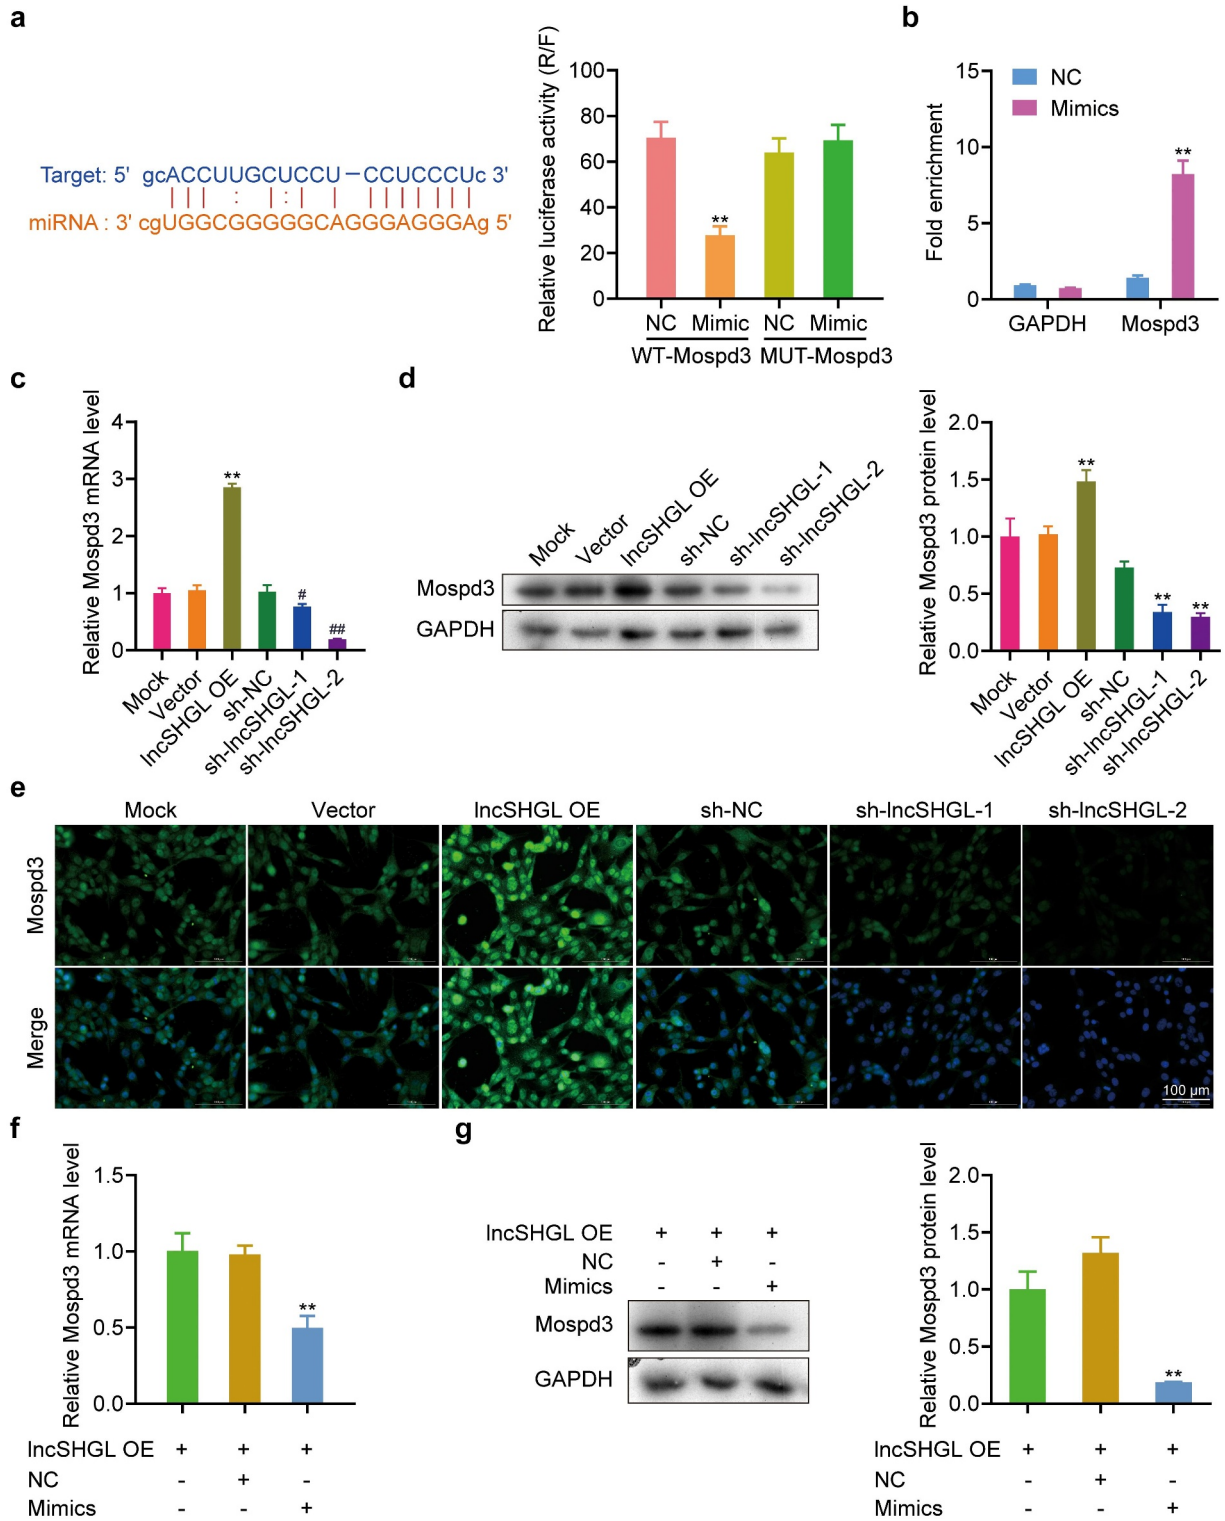 a
Target: 5' gcACCUUGCUCCU–CCUCCCUc 3'
miRNA : 3' cgUGGCGGGGGCAGGGAGGGAg 5'
Relative luciferase activity (R/F)
100
80
60
40
20
0
**
NC Mimic NC Mimic
WT-Mospd3 MUT-Mospd3
b
Fold enrichment
15
10
5
0
NC
Mimics
**
GAPDH Mospd3
c
Relative Mospd3 mRNA level
4
3
2
1
0
**
#
##
Mock
Vector
lncSHGL OE
sh-NC
sh-lncSHGL-1
sh-lncSHGL-2
d
Mock
Vector
lncSHGL OE
sh-NC
sh-lncSHGL-1
sh-lncSHGL-2
Mospd3
GAPDH
Relative Mospd3 protein level
2.0
1.5
1.0
0.5
0.0
**
**
**
Mock
Vector
lncSHGL OE
sh-NC
sh-lncSHGL-1
sh-lncSHGL-2
e
Mock Vector lncSHGL OE sh-NC sh-lncSHGL-1 sh-lncSHGL-2
Mospd3
Merge
100 µm
f
Relative Mospd3 mRNA level
1.5
1.0
0.5
0.0
**
lncSHGL OE + + +
NC - + -
Mimics - - +
g
lncSHGL OE + + +
NC - + -
Mimics - - +
Mospd3
GAPDH
Relative Mospd3 protein level
2.0
1.5
1.0
0.5
0.0
**
lncSHGL OE + + +
NC - + -
Mimics - - +